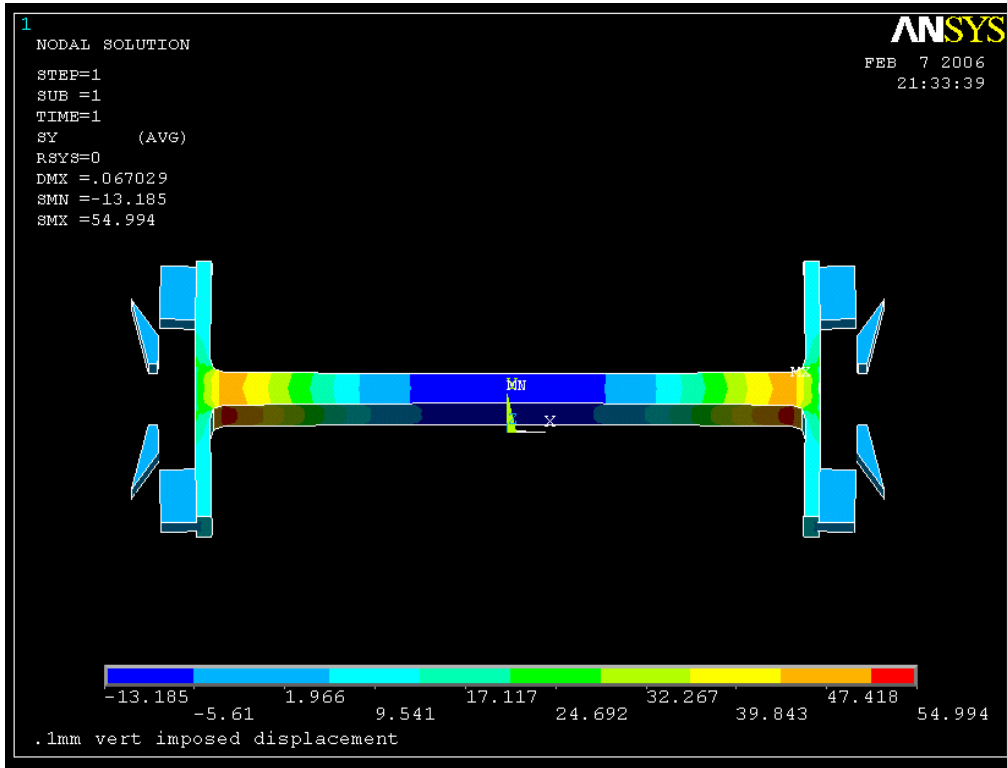 1
ANSYS
NODAL SOLUTION
FEB 7 2006
21:33:39
STEP=1
SUB =1
TIME=1
SY (AVG)
RSYS=0
DMX =.067029
SMN =-13.185
SMX =54.994
MX
MN
X
-13.185 1.966 17.117 32.267 47.418
-5.61 9.541 24.692 39.843 54.994
.1mm vert imposed displacement